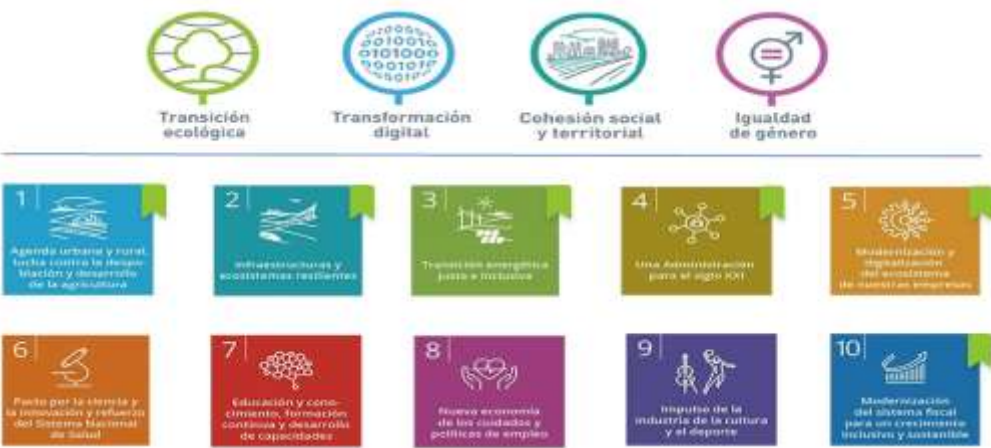 Transición
ecológica
Transformación
digital
Cohesión social
y territorial
Igualdad
de género
1
Agenda urbana y rural,
lucha contra la despo-
blación y desarrollo
de la agricultura
2
Infraestructuras y
ecosistemas resilientes
3
Transición energética
justa e inclusiva
4
Una Administración
para el siglo XXI
5
Modernización y
digitalización
del ecosistema
de nuestras empresas
6
Pacto por la ciencia y
la innovación y refuerzo
del Sistema Nacional
de Salud
7
Educación y cono-
cimiento, formación
continua y desarrollo
de capacidades
8
Nueva economía
de los cuidados y
políticas de empleo
9
Impulso de la
industria de la cultura
y el deporte
10
Modernización
del sistema fiscal
para un crecimiento
inclusivo y sostenible